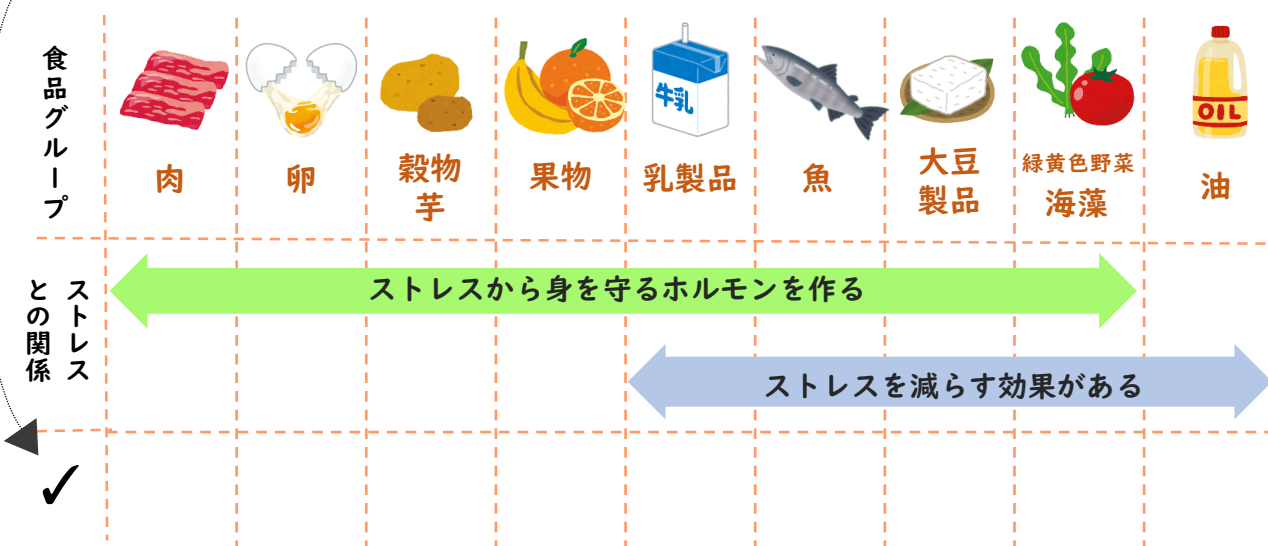 食品グループ
肉
卵
穀物
芋
果物
牛乳
乳製品
魚
大豆
製品
緑黄色野菜
海藻
OIL
油
ストレス
との関係
ストレスから身を守るホルモンを作る
ストレスを減らす効果がある
✓